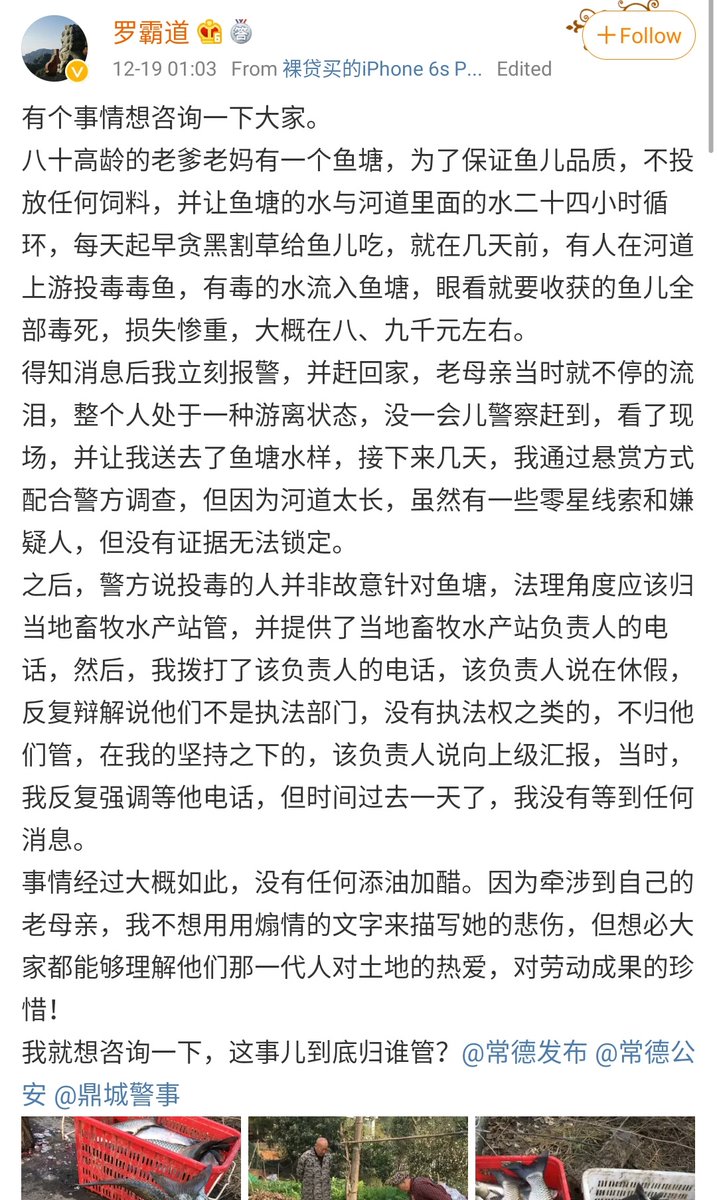 罗霸道
＋Follow
12-19 01:03 From 裸贷买的iPhone 6s P... Edited
有个事情想咨询一下大家。
八十高龄的老爹老妈有一个鱼塘，为了保证鱼儿品质，不投
放任何饲料，并让鱼塘的水与河道里面的水二十四小时循
环，每天起早贪黑割草给鱼儿吃，就在几天前，有人在河道
上游投毒毒鱼，有毒的水流入鱼塘，眼看就要收获的鱼儿全
部毒死，损失惨重，大概在八、九千元左右。
得知消息后我立刻报警，并赶回家，老母亲当时就不停的流
泪，整个人处于一种游离状态，没一会儿警察赶到，看了现
场，并让我送去了鱼塘水样，接下来几天，我通过悬赏方式
配合警方调查，但因为河道太长，虽然有一些零星线索和嫌
疑人，但没有证据无法锁定。
之后，警方说投毒的人并非故意针对鱼塘，法理角度应该归
当地畜牧水产站管，并提供了当地畜牧水产站负责人的电
话，然后，我拨打了该负责人的电话，该负责人说在休假，
反复辩解说他们不是执法部门，没有执法权之类的，不归他
们管，在我的坚持之下的，该负责人说向上级汇报，当时，
我反复强调等他电话，但时间过去一天了，我没有等到任何
消息。
事情经过大概如此，没有任何添油加醋。因为牵涉到自己的
老母亲，我不想用用煽情的文字来描写她的悲伤，但想必大
家都能够理解他们那一代人对土地的热爱，对劳动成果的珍
惜！
我就想咨询一下，这事儿到底归谁管？@常德发布 @常德公
安 @鼎城警事